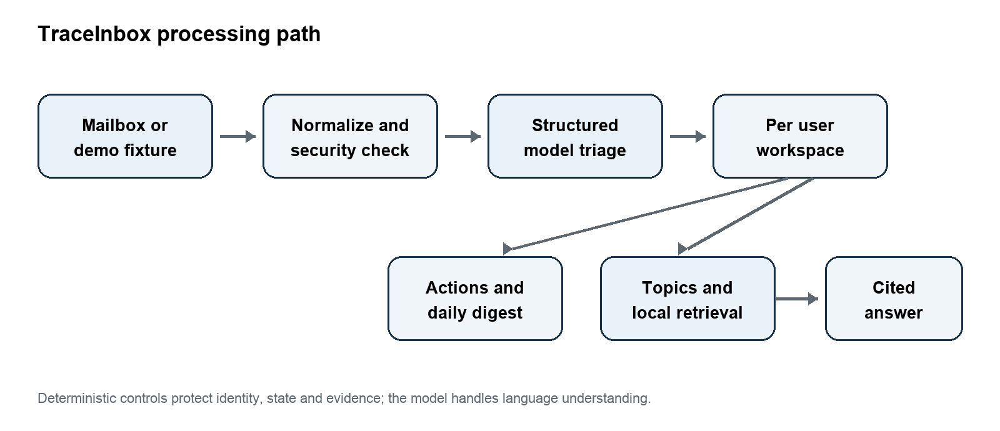 TraceInbox processing path
Mailbox or
demo fixture
Normalize and
security check
Structured
model triage
Per user
workspace
Actions and
daily digest
Topics and
local retrieval
Cited
answer
Deterministic controls protect identity, state and evidence; the model handles language understanding.